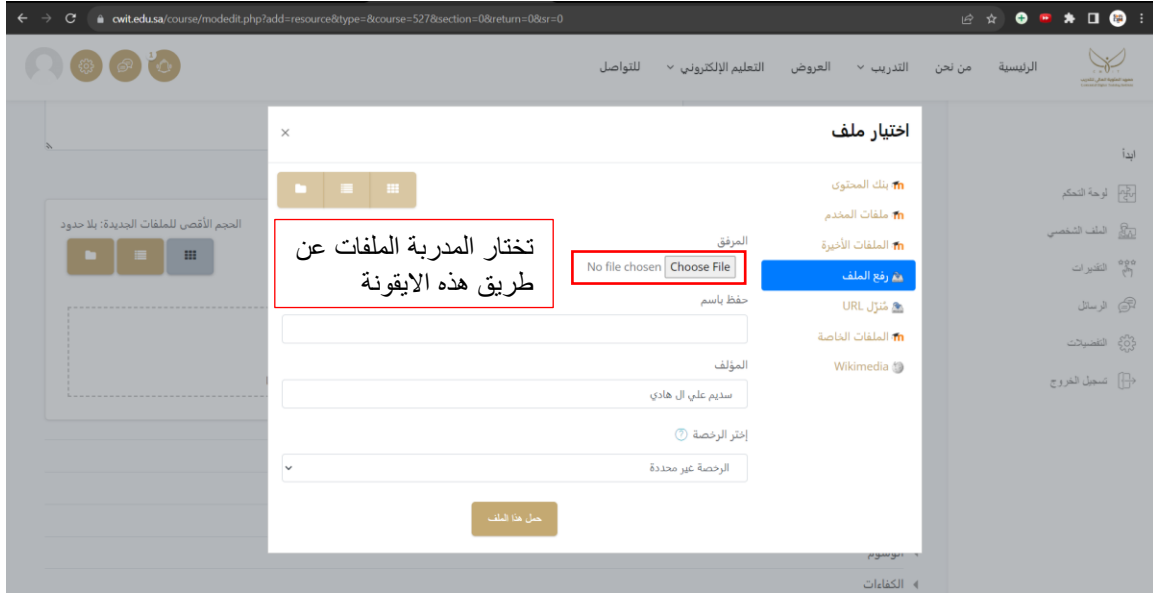 cwit.edu.sa/course/modedit.php?add=resource&type=&course=527&section=0&return=0&sr=0
الرئيسية
من نحن
التدريب
العروض
التعليم الإلكتروني
للتواصل
1
ابدأ
لوحة التحكم
الملف الشخصي
التقديرات
الرسائل
التفضيلات
تسجيل الخروج
اختيار ملف
×
بنك المحتوى
ملفات المخدم
الملفات الأخيرة
رفع الملف
مُنزّل URL
الملفات الخاصة
Wikimedia
المرفق
Choose File No file chosen
تختار المدربة الملفات عن
طريق هذه الايقونة
حفظ باسم
المؤلف
سديم علي ال هادي
إختر الرخصة
الرخصة غير محددة
حمل هذا الملف
الحجم الأقصى للملفات الجديدة: بلا حدود
الوسوم
الكفاءات